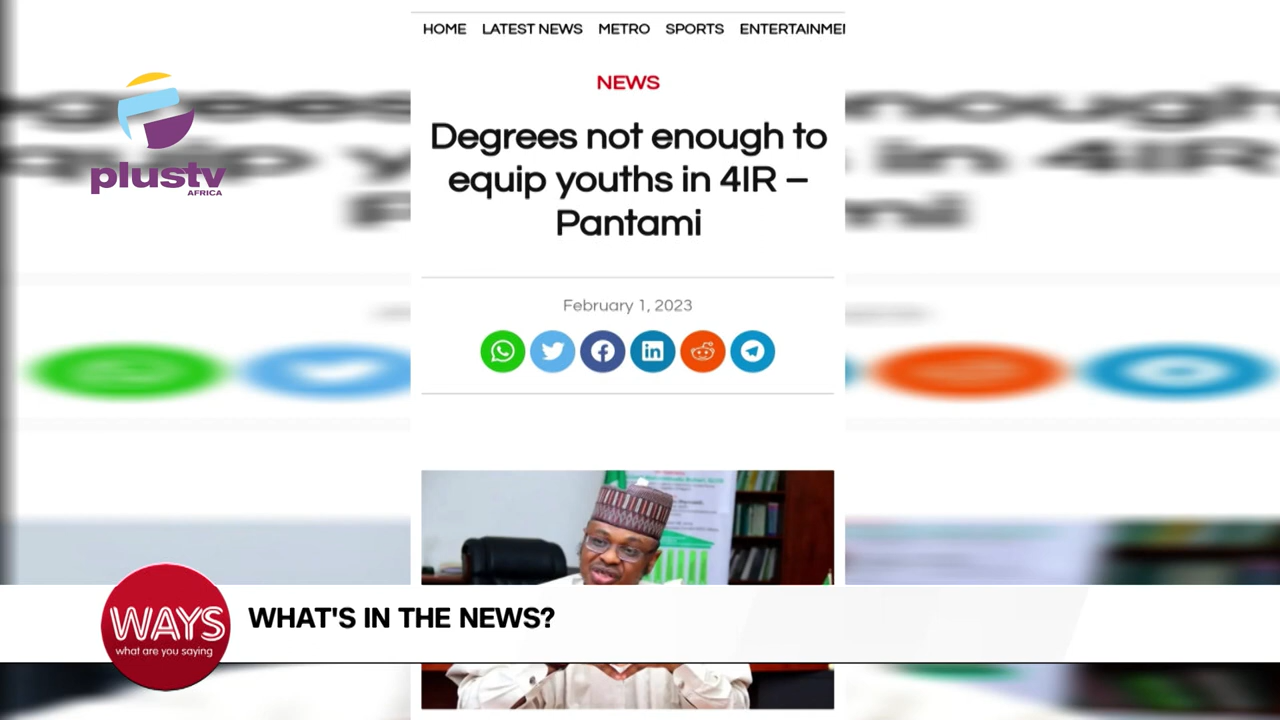 HOME LATEST NEWS METRO SPORTS ENTERTAINMEN
NEWS
Degrees not enough to
equip youths in 4IR –
Pantami
February 1, 2023
plustv
AFRICA
WAYS
what are you saying
WHAT'S IN THE NEWS?